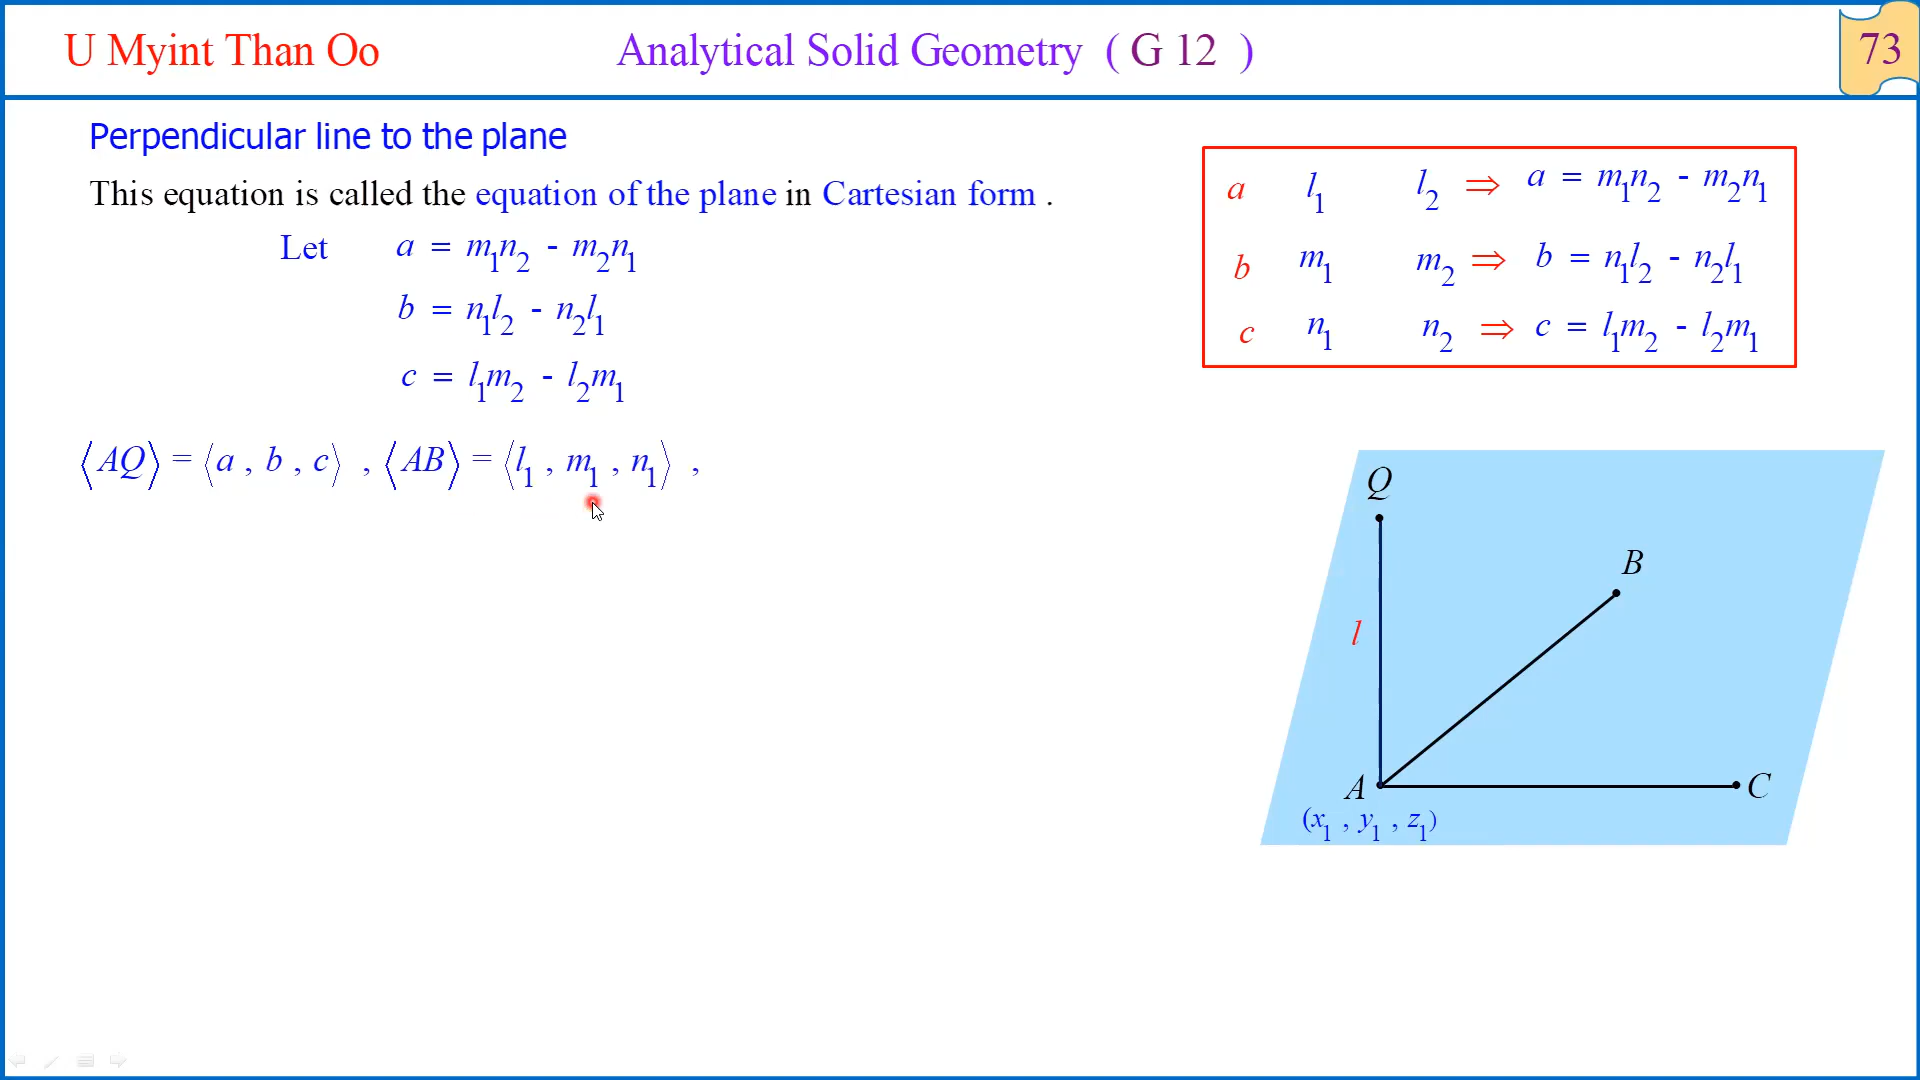 U Myint Than Oo
Analytical Solid Geometry ( G 12 )
73
Perpendicular line to the plane
This equation is called the equation of the plane in Cartesian form .
Let a = m₁n₂ - m₂n₁
b = n₁l₂ - n₂l₁
c = l₁m₂ - l₂m₁
⟨AQ⟩ = ⟨a , b , c⟩ , ⟨AB⟩ = ⟨l₁ , m₁ , n₁⟩ ,
a l₁ l₂ ⇒ a = m₁n₂ - m₂n₁
b m₁ m₂ ⇒ b = n₁l₂ - n₂l₁
c n₁ n₂ ⇒ c = l₁m₂ - l₂m₁
Q
B
l
A
C
(x₁ , y₁ , z₁)